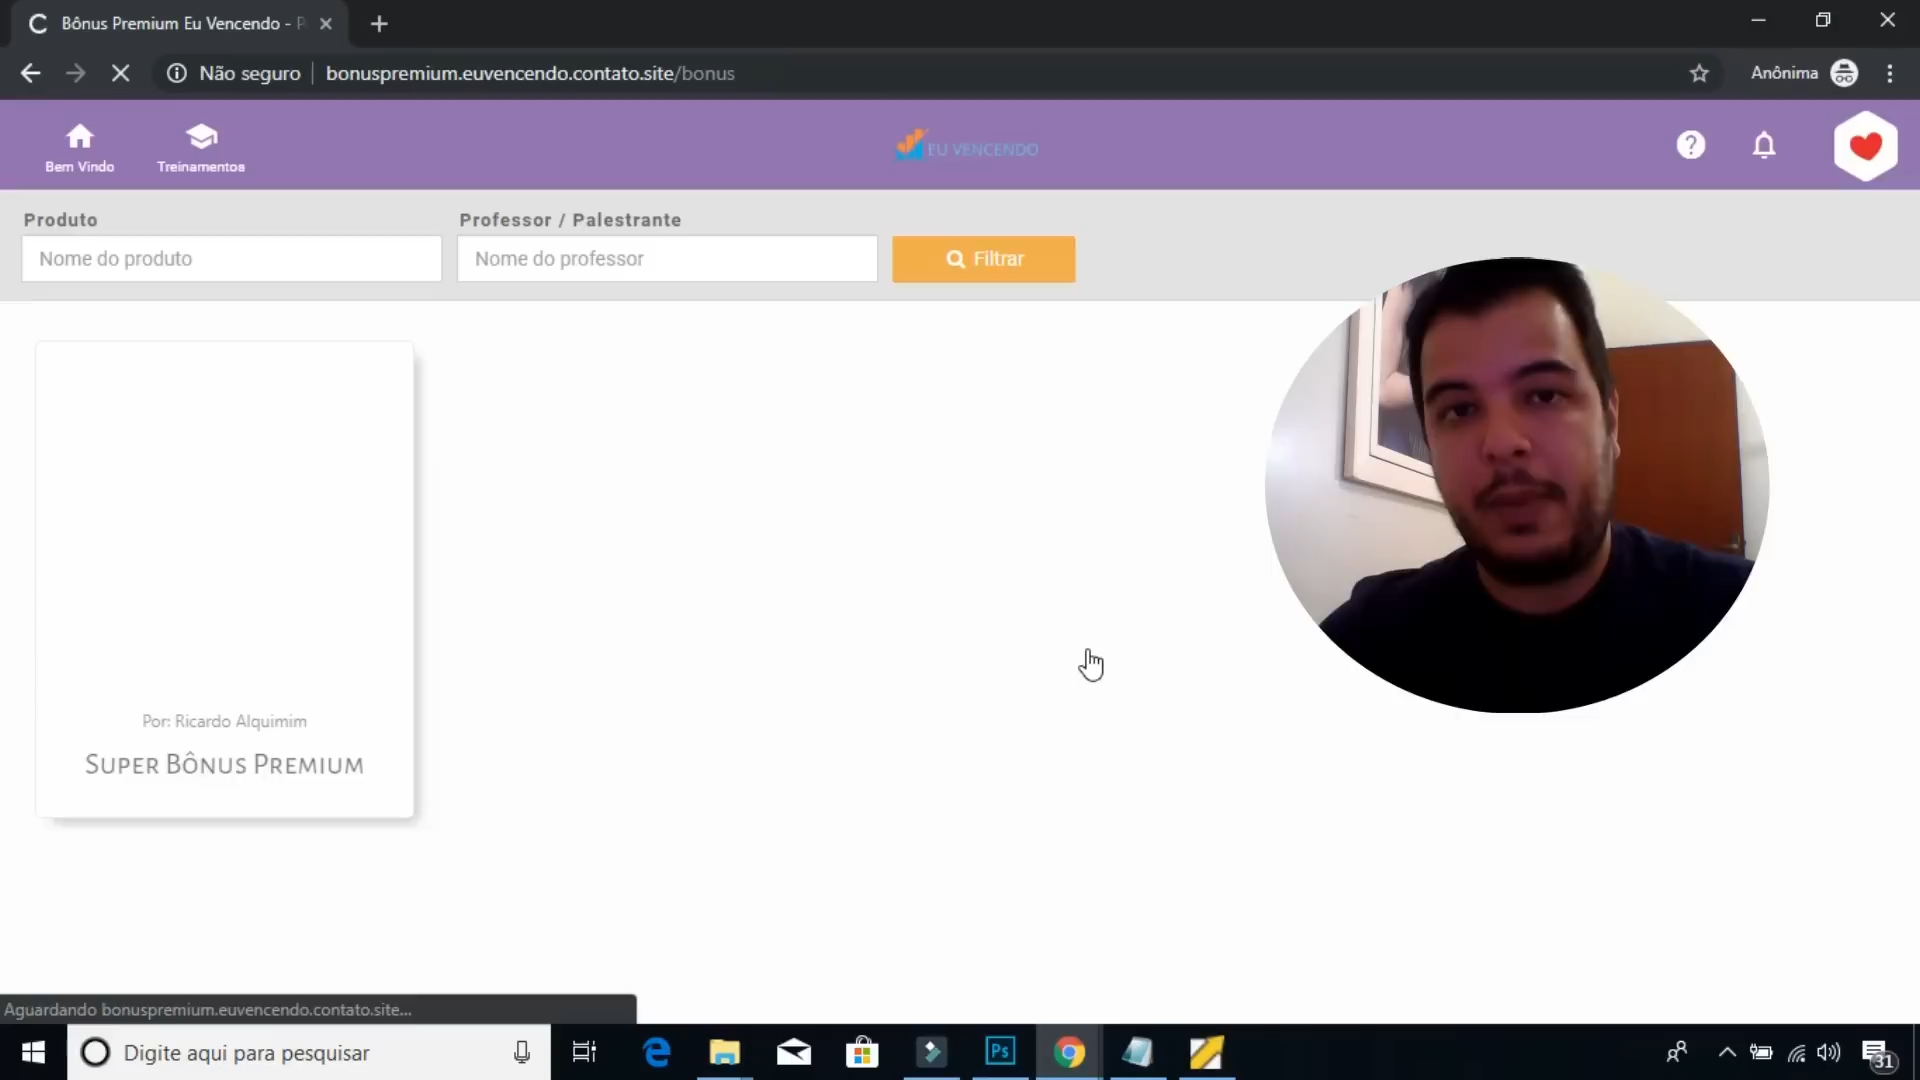 Bônus Premium Eu Vencendo - P
Não seguro
bonuspremium.euvencendo.contato.site/bonus
Anônima
Bem Vindo
Treinamentos
EU VENCENDO
Produto
Professor / Palestrante
Nome do produto
Nome do professor
Filtrar
Por: Ricardo Alquimim
Super Bônus Premium
Aguardando bonuspremium.euvencendo.contato.site...
Digite aqui para pesquisar
Ps
31